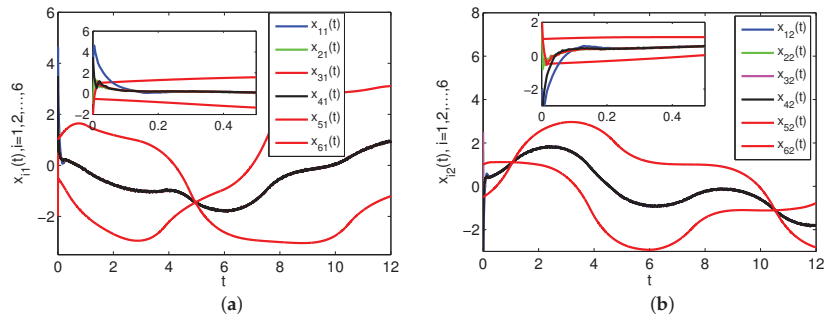 6
4
2
0
−2
x_{i1}(t),i=1,2,...,6
6
4
2
0
−2
0
0.2
0.4
x_{11}(t)
x_{21}(t)
x_{31}(t)
x_{41}(t)
x_{51}(t)
x_{61}(t)
0
2
4
6
8
10
12
t
(a)
8
6
4
2
0
−2
x_{i2}(t), i=1,2,...,6
2
0
−2
0
0.2
0.4
x_{12}(t)
x_{22}(t)
x_{32}(t)
x_{42}(t)
x_{52}(t)
x_{62}(t)
0
2
4
6
8
10
12
t
(b)